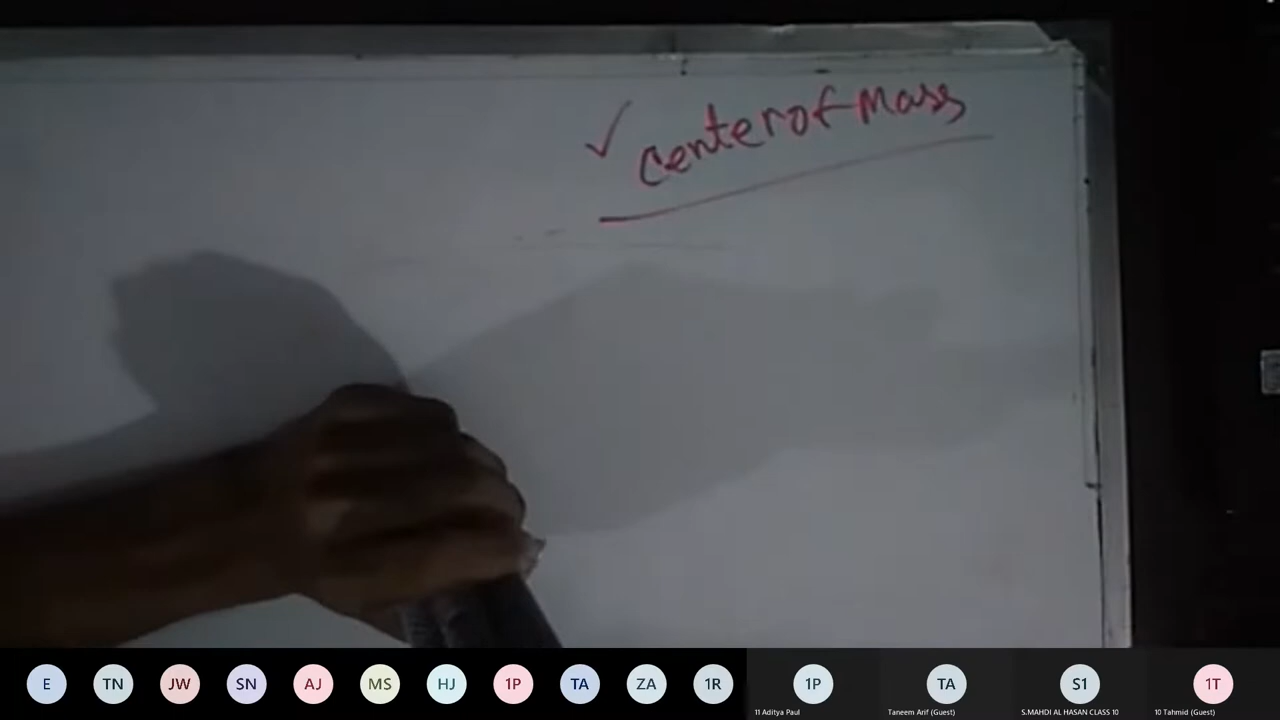 ✓ Center of Mass
E TN JW SN AJ MS HJ 1P TA ZA 1R 1P TA S1 1T
11 Aditya Paul Taneem Arif (Guest) S.MAHDI AL HASAN CLASS 10 10 Tahmid (Guest)